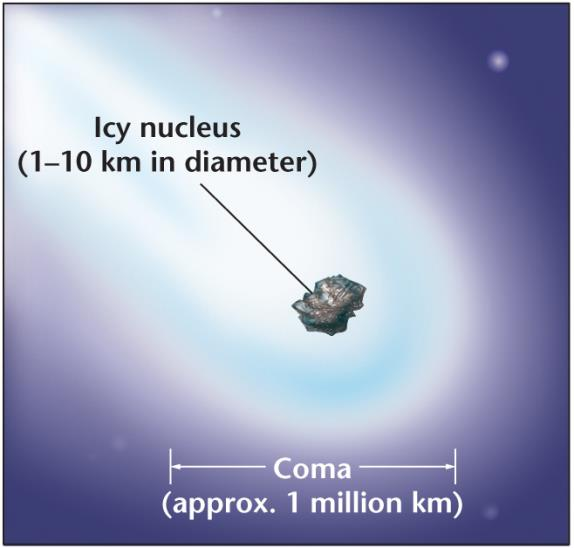 Icy nucleus
(1–10 km in diameter)
Coma
(approx. 1 million km)